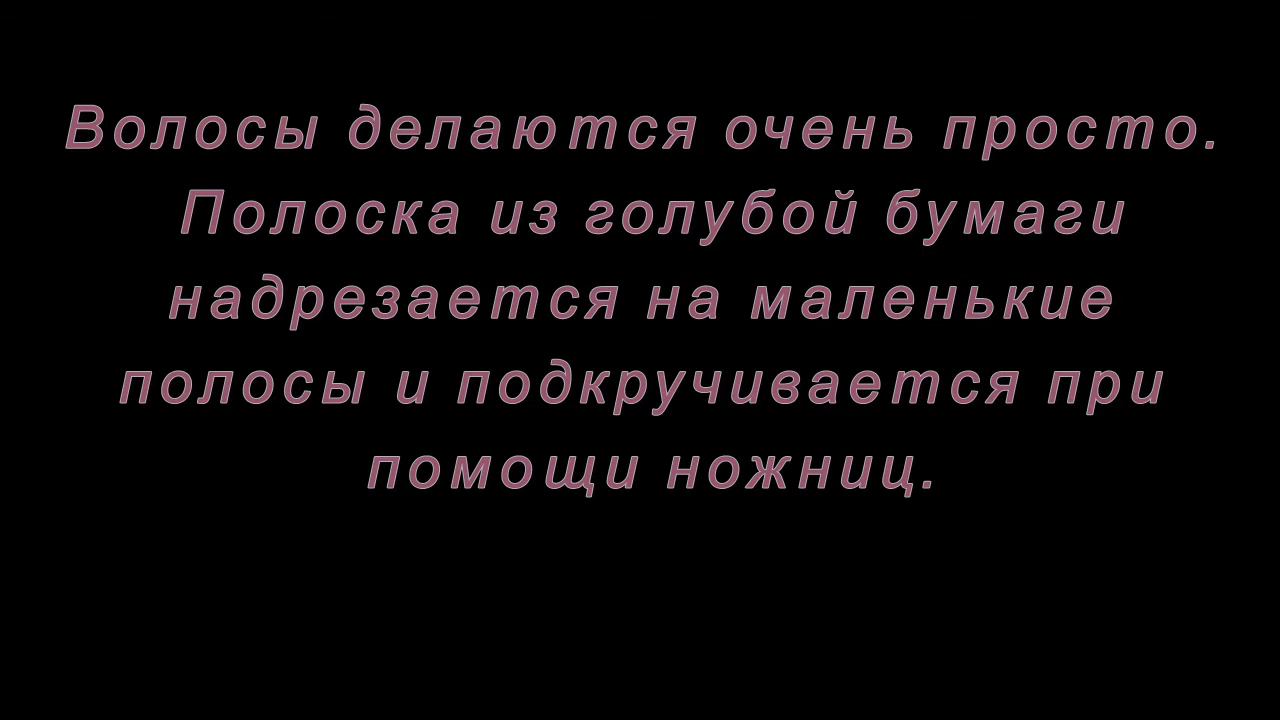 Волосы делаются очень просто.
Полоска из голубой бумаги
надрезается на маленькие
полосы и подкручивается при
помощи ножниц.